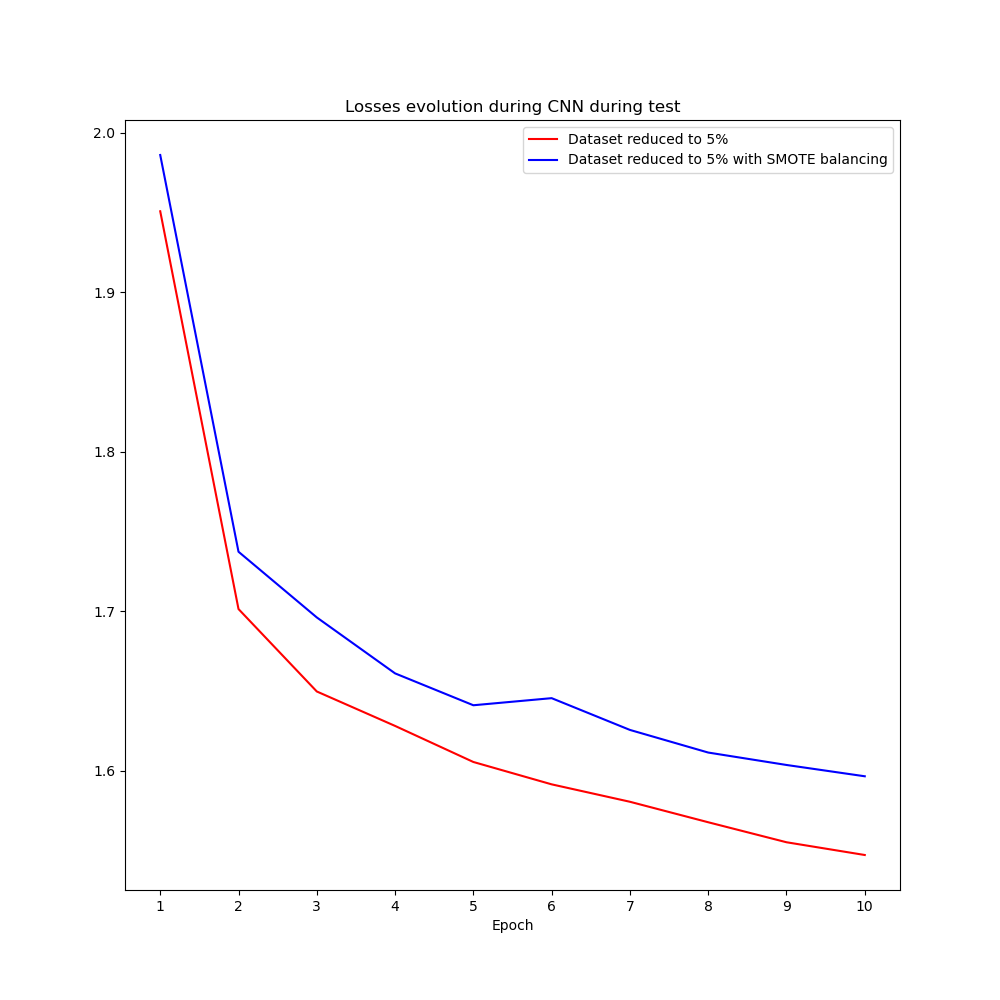 Losses evolution during CNN during test
Dataset reduced to 5%
Dataset reduced to 5% with SMOTE balancing
2.0
1.9
1.8
1.7
1.6
1 2 3 4 5 6 7 8 9 10
Epoch